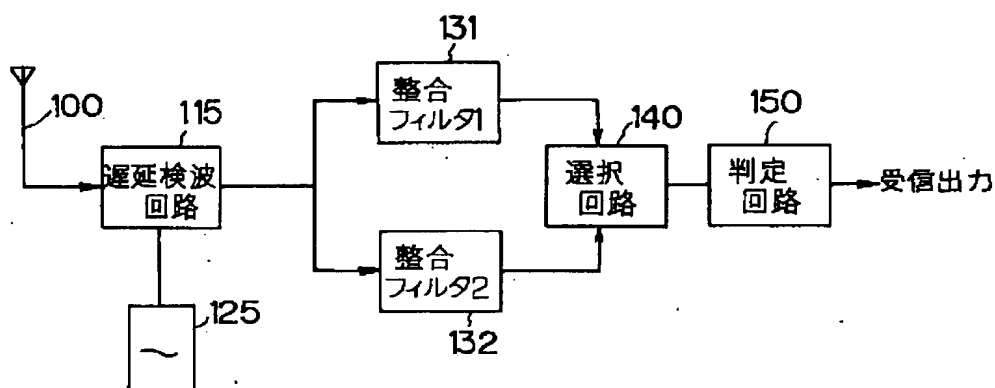 131
整合
フィルタ1
100
115
遅延検波
回路
140
選択
回路
150
判定
回路
受信出力
整合
フィルタ2
132
125
~